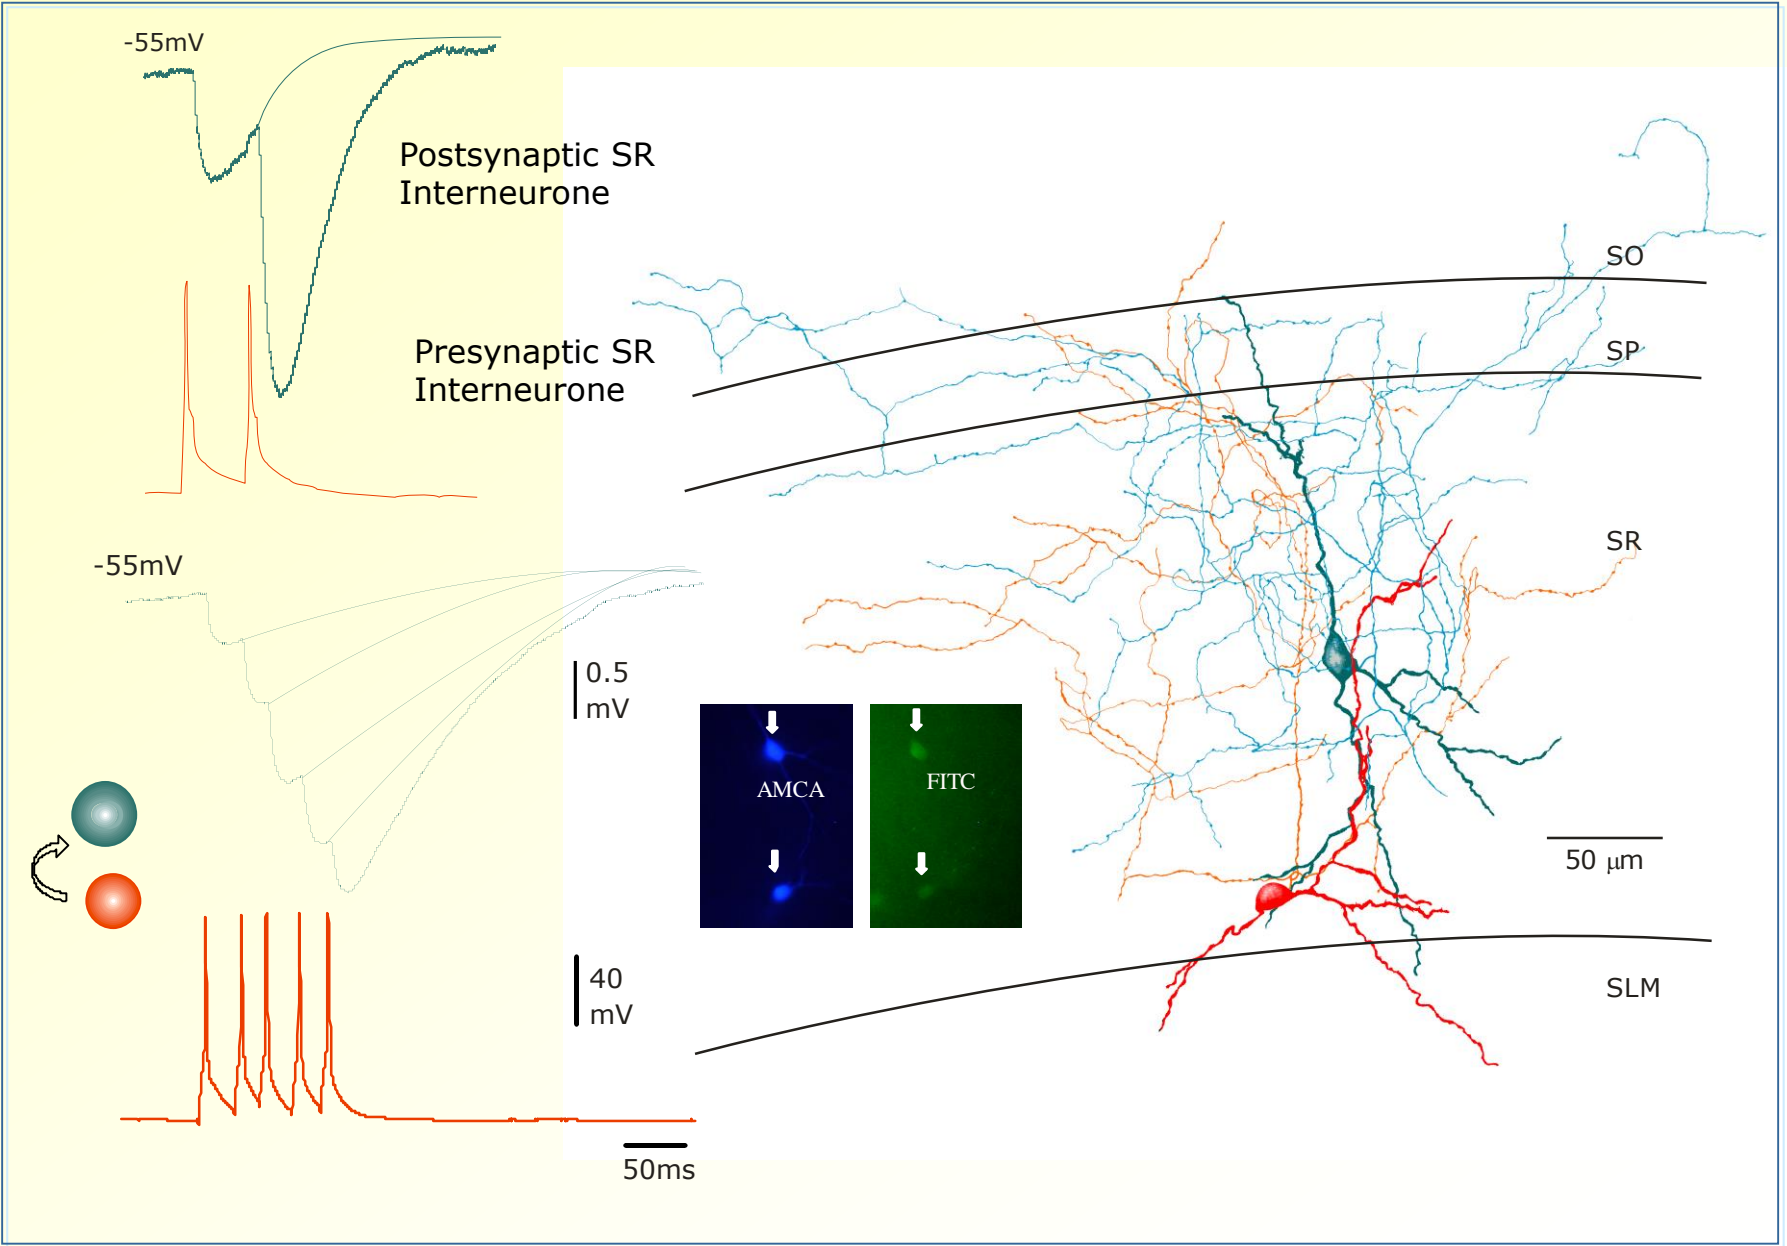 -55mV
Postsynaptic SR
Interneurone
Presynaptic SR
Interneurone
-55mV
0.5
mV
40
mV
50ms
AMCA
FITC
SO
SP
SR
50 μm
SLM